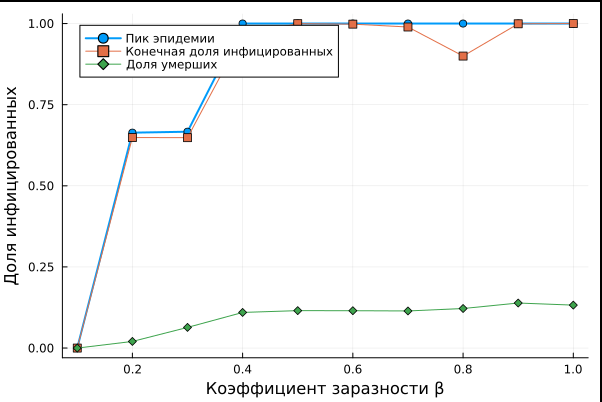 1.00
0.75
0.50
0.25
0.00
Доля инфицированных
Пик эпидемии
Конечная доля инфицированных
Доля умерших
0.2
0.4
0.6
0.8
1.0
Коэффициент заразности β